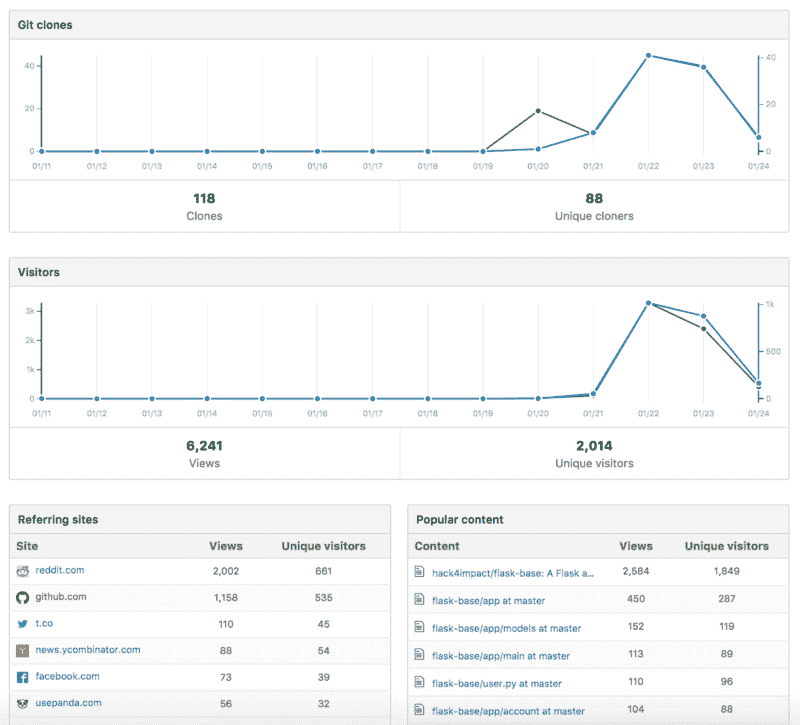 Git clones
40 40
20 20
0 0
01/11 01/12 01/13 01/14 01/15 01/16 01/17 01/18 01/19 01/20 01/21 01/22 01/23 01/24
118 88
Clones Unique cloners
Visitors
3k 1k
2k
500
1k
0 0
01/11 01/12 01/13 01/14 01/15 01/16 01/17 01/18 01/19 01/20 01/21 01/22 01/23 01/24
6,241 2,014
Views Unique visitors
Referring sites
Site Views Unique visitors
reddit.com 2,002 661
github.com 1,158 535
t.co 110 45
news.ycombinator.com 88 54
facebook.com 73 39
usepanda.com 56 32
Popular content
Content Views Unique visitors
hack4impact/flask-base: A Flask a... 2,584 1,849
flask-base/app at master 450 287
flask-base/app/models at master 152 119
flask-base/app/main at master 113 89
flask-base/user.py at master 110 96
flask-base/app/account at master 104 88